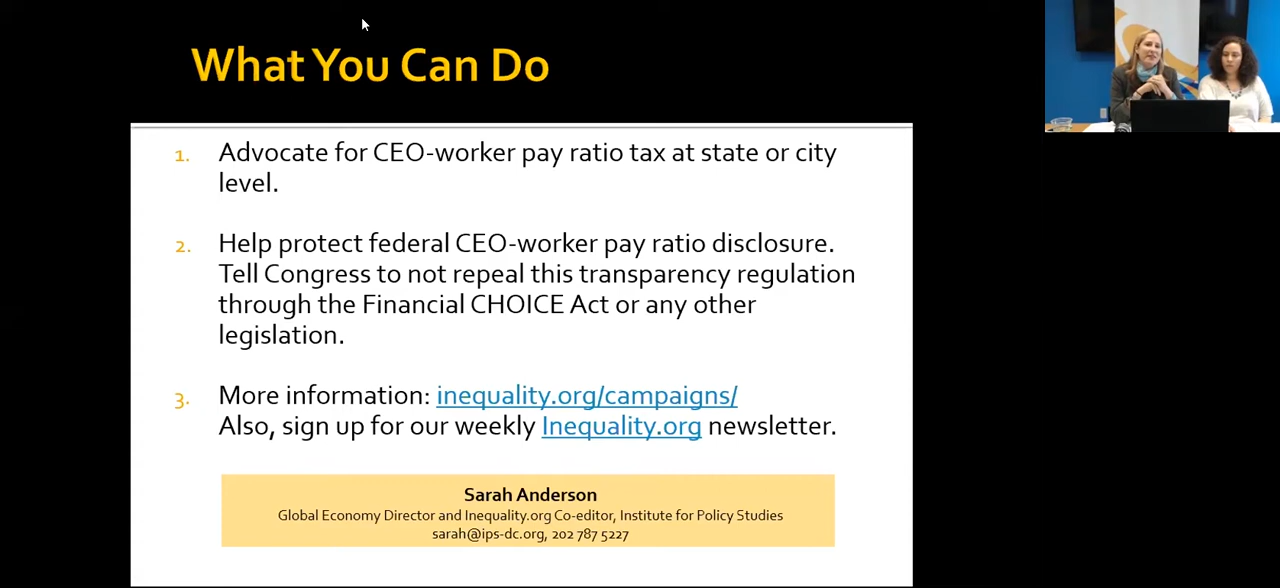 What You Can Do
1. Advocate for CEO-worker pay ratio tax at state or city
level.
2. Help protect federal CEO-worker pay ratio disclosure.
Tell Congress to not repeal this transparency regulation
through the Financial CHOICE Act or any other
legislation.
3. More information: inequality.org/campaigns/
Also, sign up for our weekly Inequality.org newsletter.
Sarah Anderson
Global Economy Director and Inequality.org Co-editor, Institute for Policy Studies
sarah@ips-dc.org, 202 787 5227